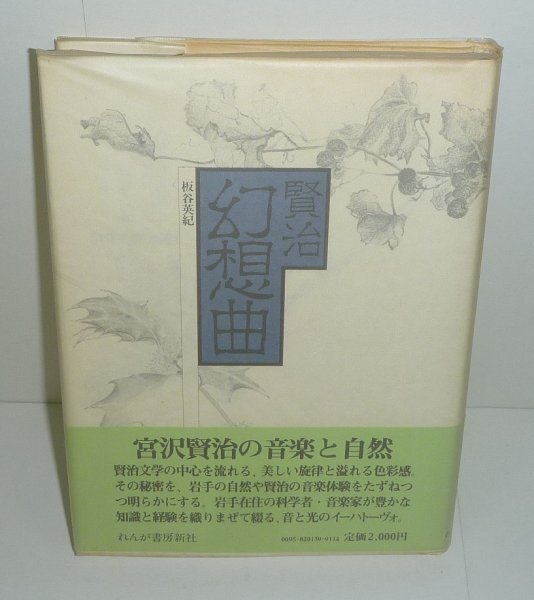 賢治
幻想曲
板谷英紀
宮沢賢治の音楽と自然
賢治文学の中心を流れる、美しい旋律と溢れる色彩感。
その秘密を、岩手の自然や賢治の音楽体験をたずねつ
つ明らかにする。岩手在住の科学者・音楽家が豊かな
知識と経験を織りまぜて綴る、音と光のイーハトーヴォ。
れんが書房新社
0095-820139-9114 定価2,000円